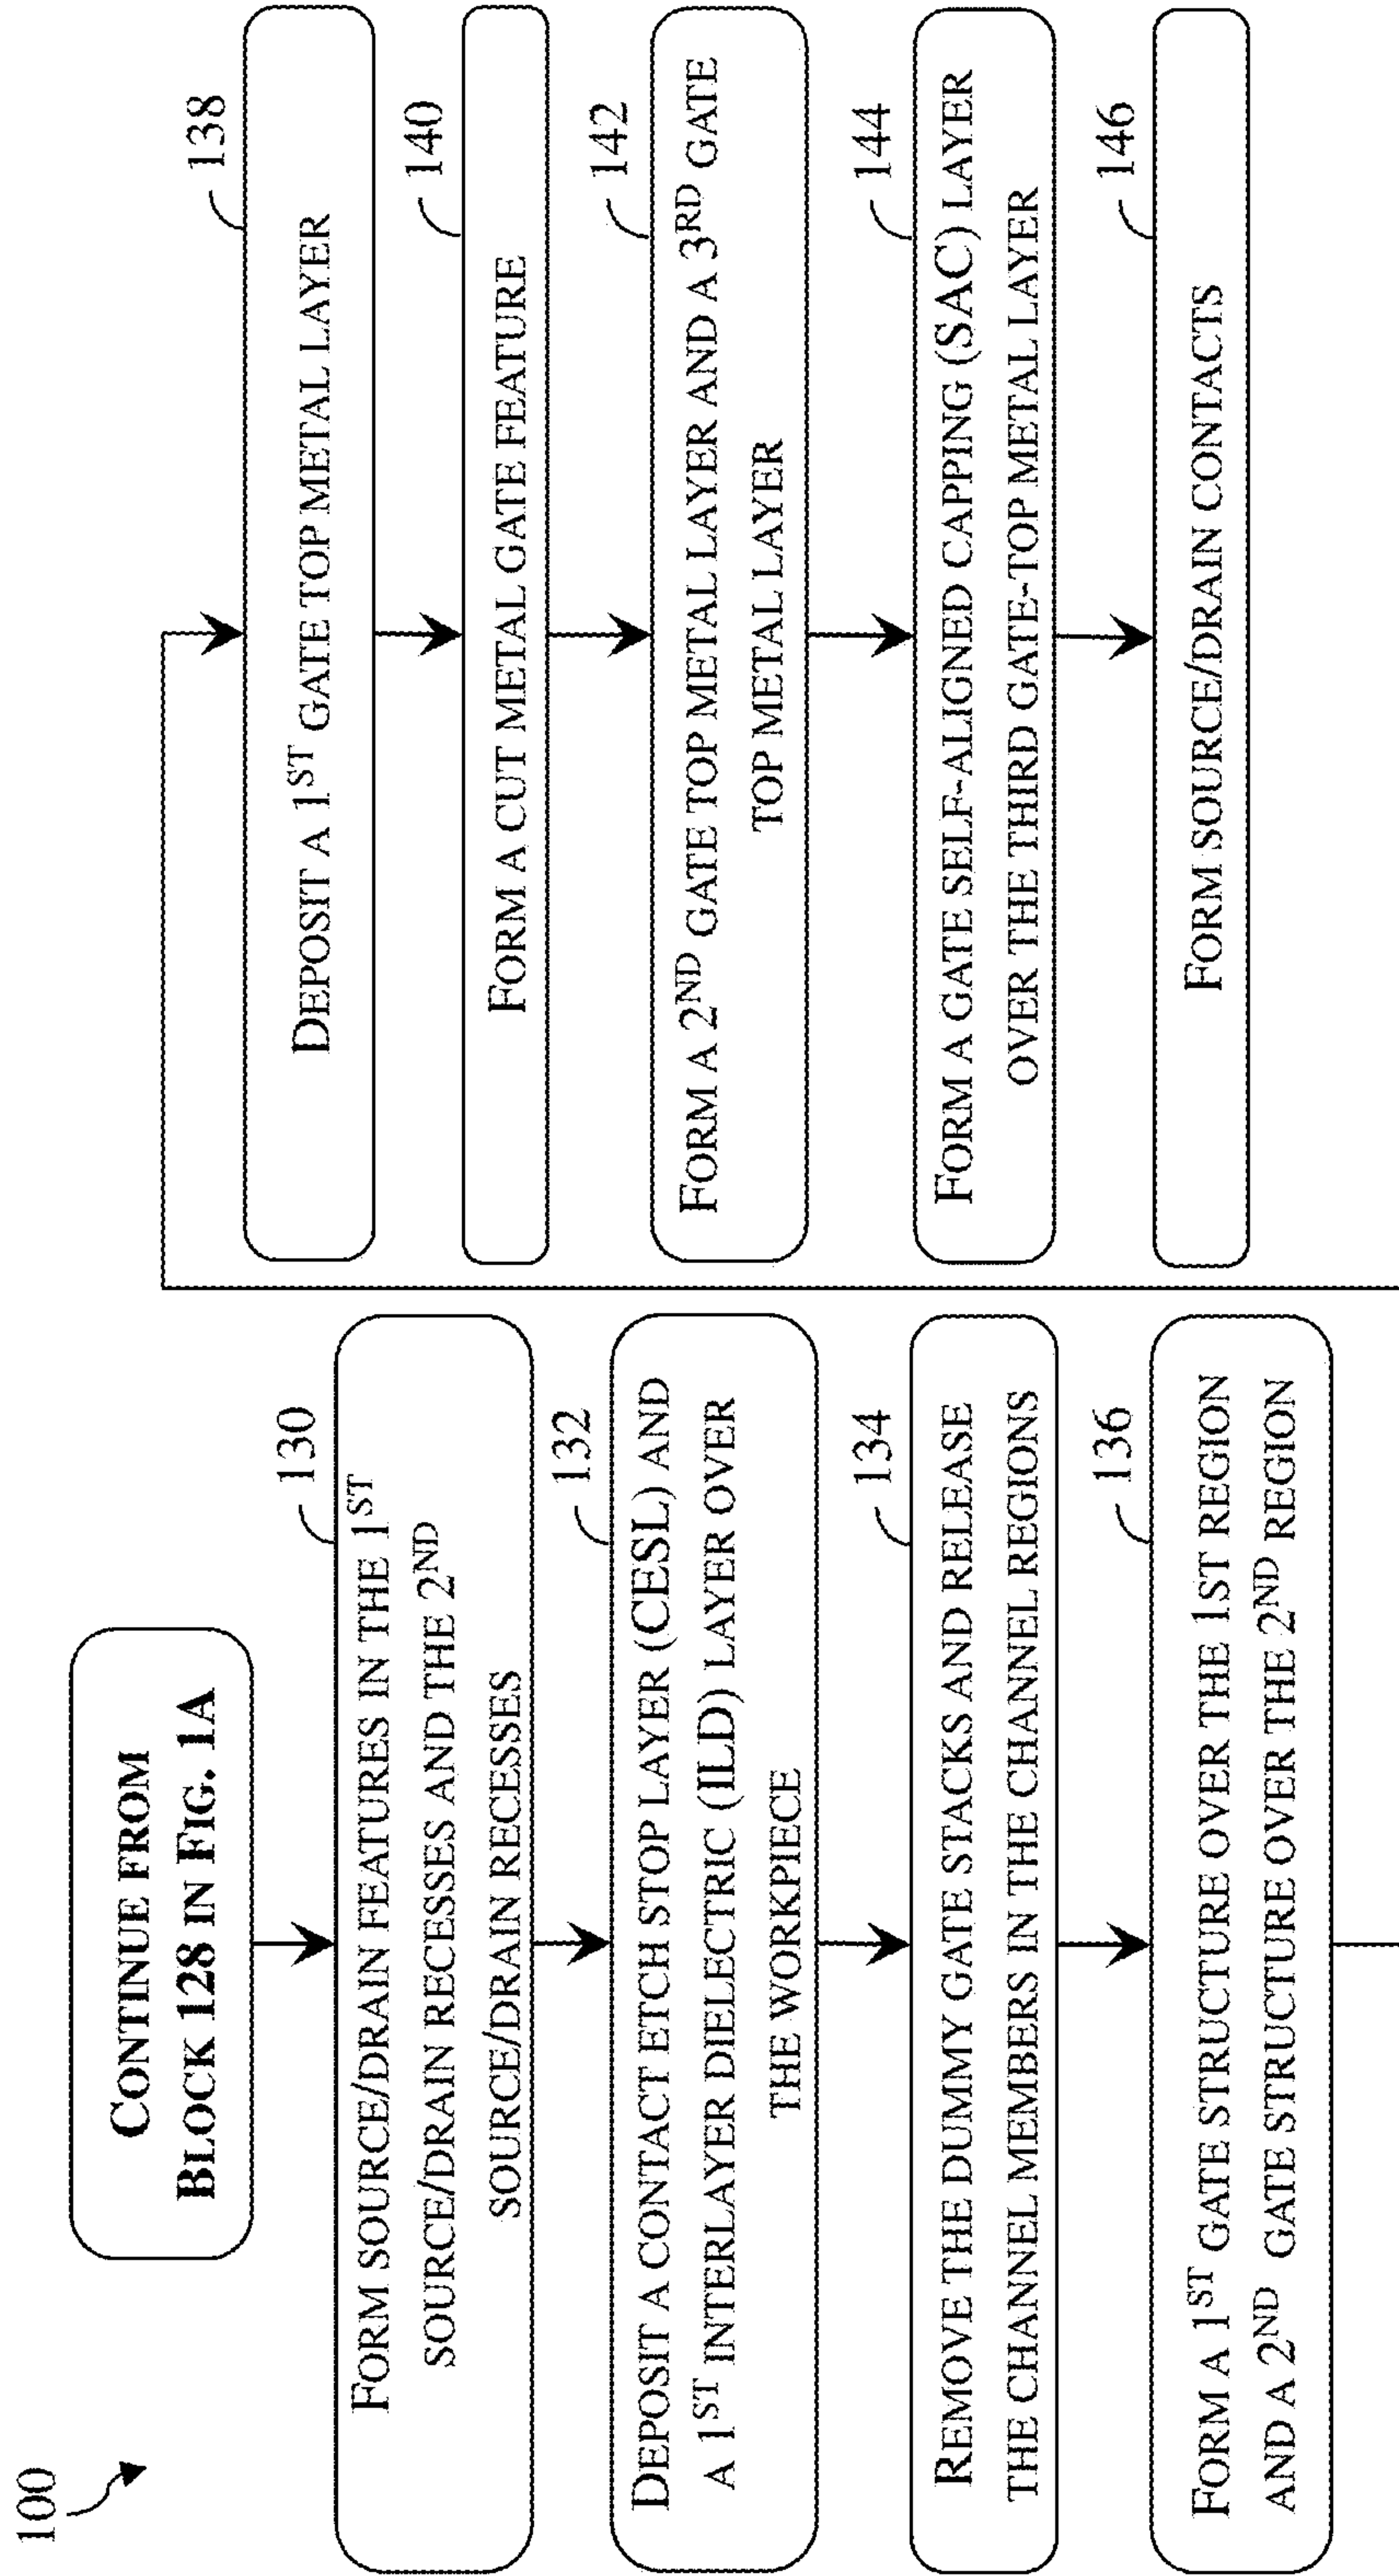 100
CONTINUE FROM
BLOCK 128 IN FIG. 1A
130
FORM SOURCE/DRAIN FEATURES IN THE 1ST
SOURCE/DRAIN RECESSES AND THE 2ND
SOURCE/DRAIN RECESSES
132
DEPOSIT A CONTACT ETCH STOP LAYER (CESL) AND
A 1ST INTERLAYER DIELECTRIC (ILD) LAYER OVER
THE WORKPIECE
134
REMOVE THE DUMMY GATE STACKS AND RELEASE
THE CHANNEL MEMBERS IN THE CHANNEL REGIONS
136
FORM A 1ST GATE STRUCTURE OVER THE 1ST REGION
AND A 2ND GATE STRUCTURE OVER THE 2ND REGION
138
DEPOSIT A 1ST GATE TOP METAL LAYER
140
FORM A CUT METAL GATE FEATURE
142
FORM A 2ND GATE TOP METAL LAYER AND A 3RD GATE
TOP METAL LAYER
144
FORM A GATE SELF-ALIGNED CAPPING (SAC) LAYER
OVER THE THIRD GATE-TOP METAL LAYER
146
FORM SOURCE/DRAIN CONTACTS